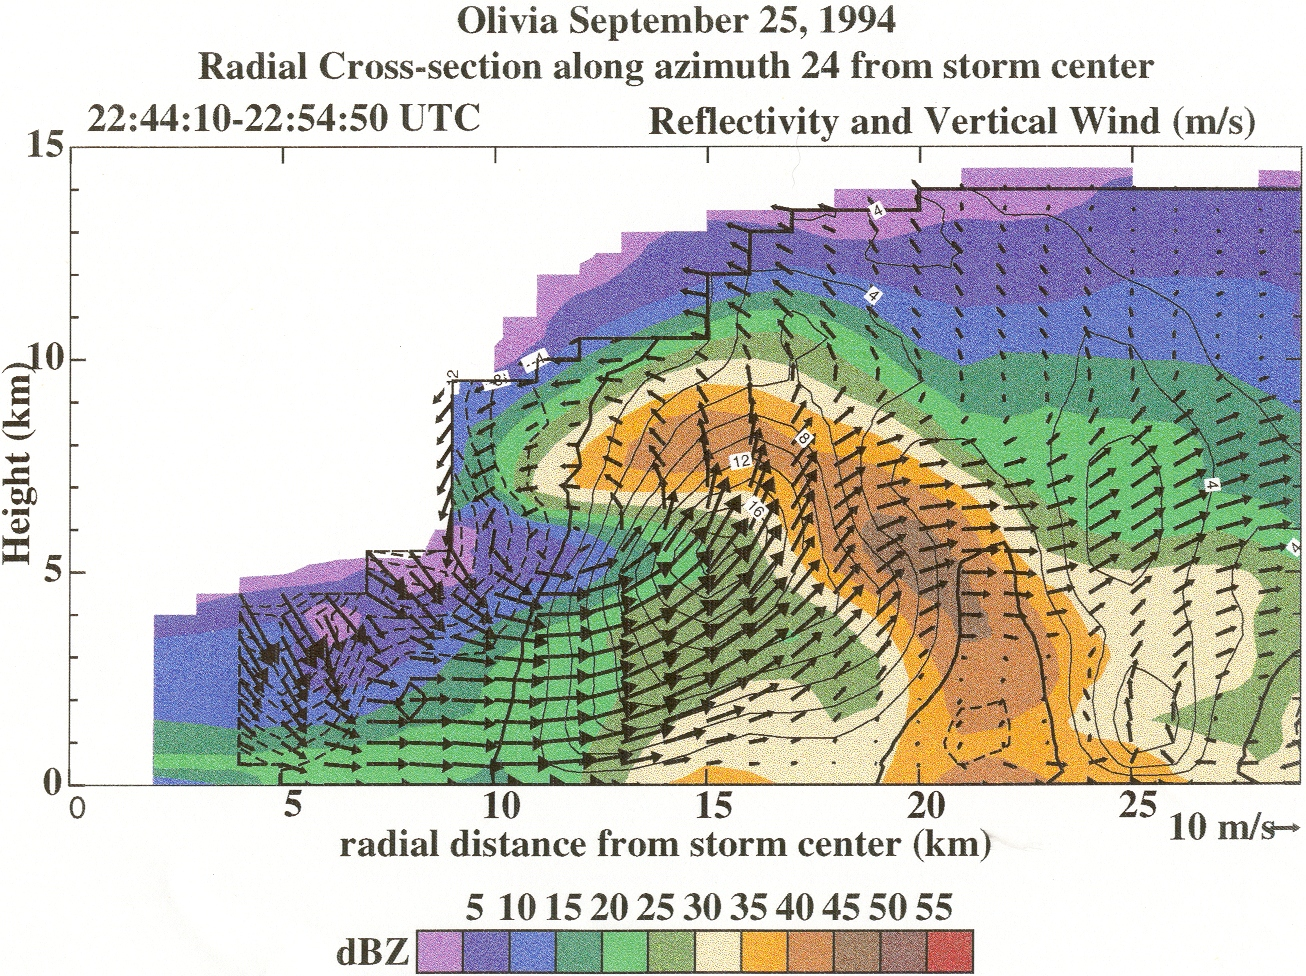 Olivia September 25, 1994
Radial Cross-section along azimuth 24 from storm center
22:44:10-22:54:50 UTC Reflectivity and Vertical Wind (m/s)
15
4
4
10
-4
-8
12
8
12
4
16
4
5
0
Height (km)
0 5 10 15 20 25
10 m/s
radial distance from storm center (km)
5 10 15 20 25 30 35 40 45 50 55
dBZ